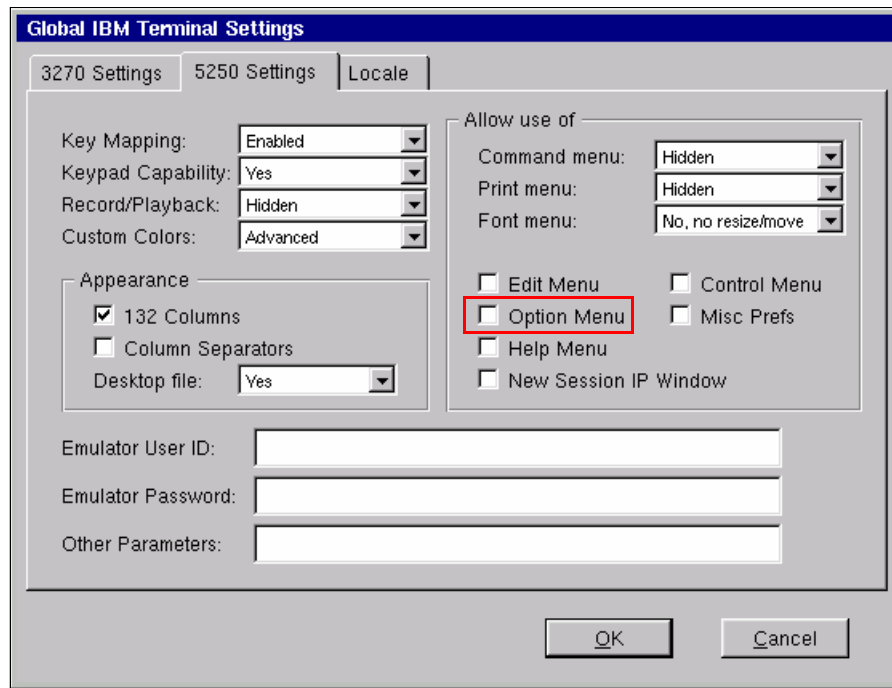 Global IBM Terminal Settings
3270 Settings
5250 Settings
Locale
Key Mapping: Enabled
Keypad Capability: Yes
Record/Playback: Hidden
Custom Colors: Advanced
Appearance
132 Columns
Column Separators
Desktop file: Yes
Allow use of
Command menu: Hidden
Print menu: Hidden
Font menu: No, no resize/move
Edit Menu
Control Menu
Option Menu
Misc Prefs
Help Menu
New Session IP Window
Emulator User ID:
Emulator Password:
Other Parameters:
OK
Cancel